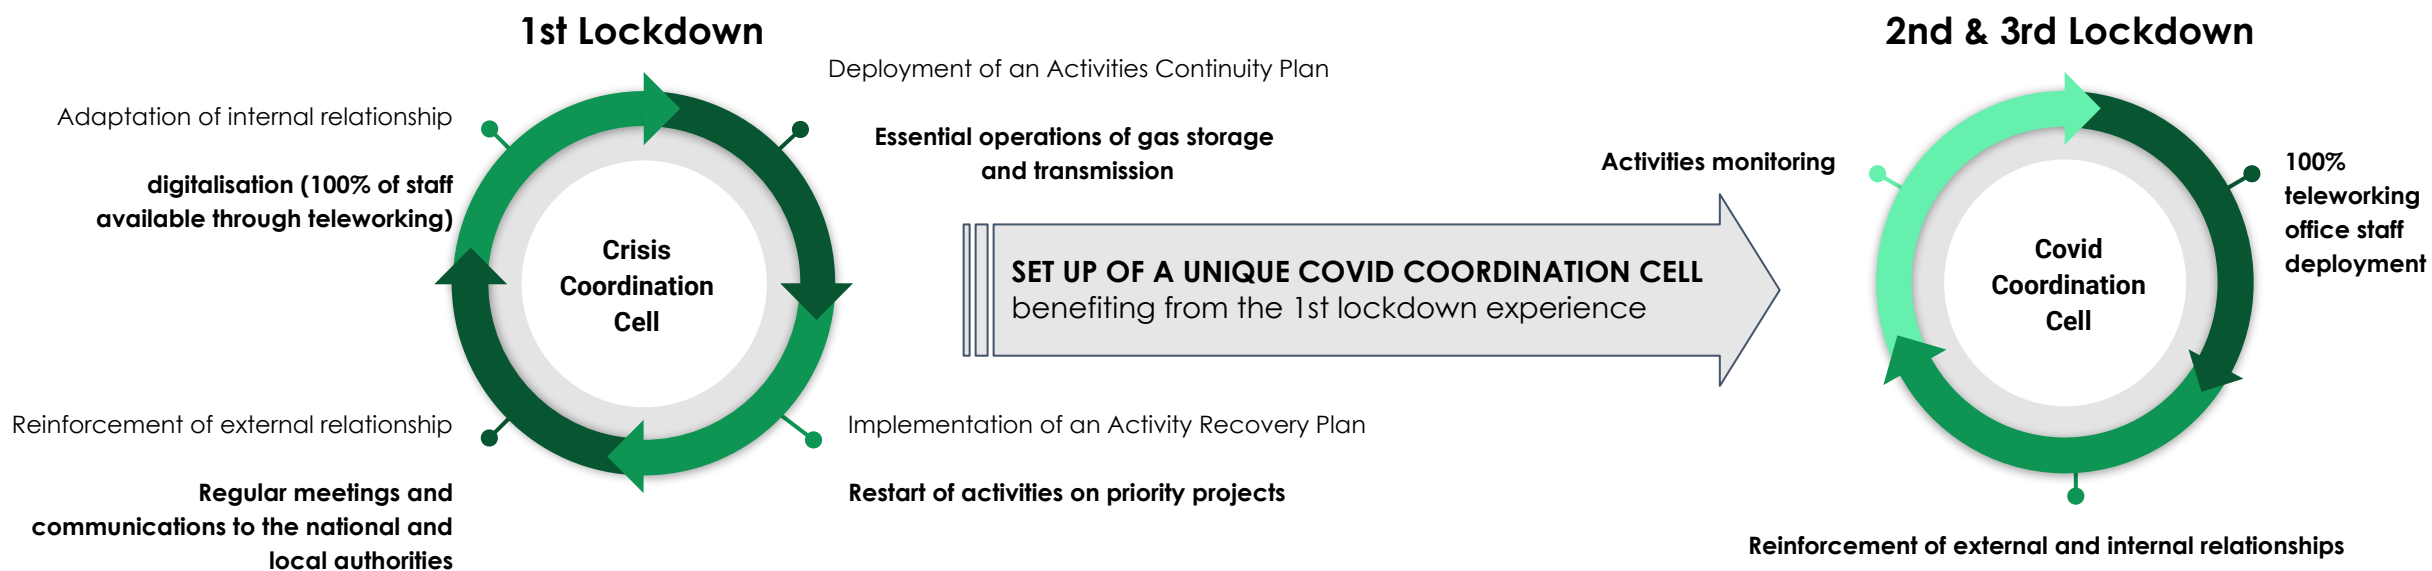 1st Lockdown
Adaptation of internal relationship
digitalisation (100% of staff
available through teleworking)
Deployment of an Activities Continuity Plan
Essential operations of gas storage
and transmission
Crisis
Coordination
Cell
Reinforcement of external relationship
Regular meetings and
communications to the national and
local authorities
Implementation of an Activity Recovery Plan
Restart of activities on priority projects
SET UP OF A UNIQUE COVID COORDINATION CELL
benefiting from the 1st lockdown experience
2nd & 3rd Lockdown
Activities monitoring
100%
teleworking
office staff
deployment
Covid
Coordination
Cell
Reinforcement of external and internal relationships